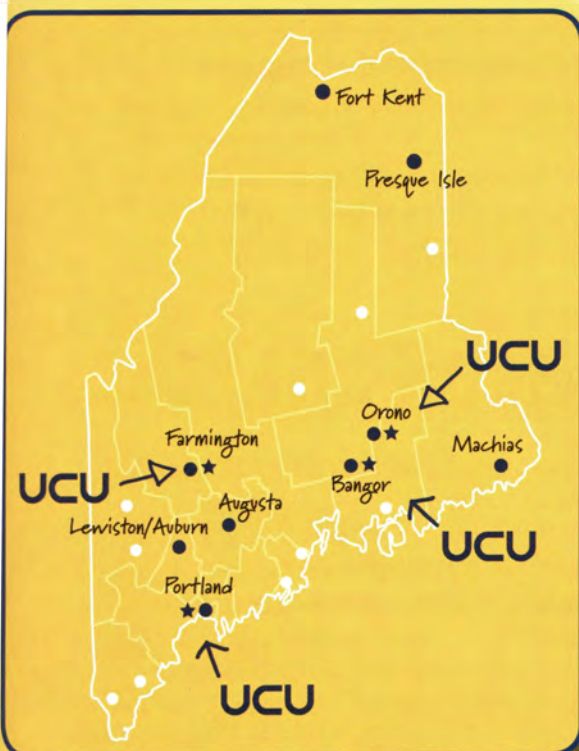 Fort Kent
Presque Isle
UCU
Orono
Farmington
Machias
UCU
Bangor
Augusta
Lewiston/Auburn
UCU
Portland
UCU